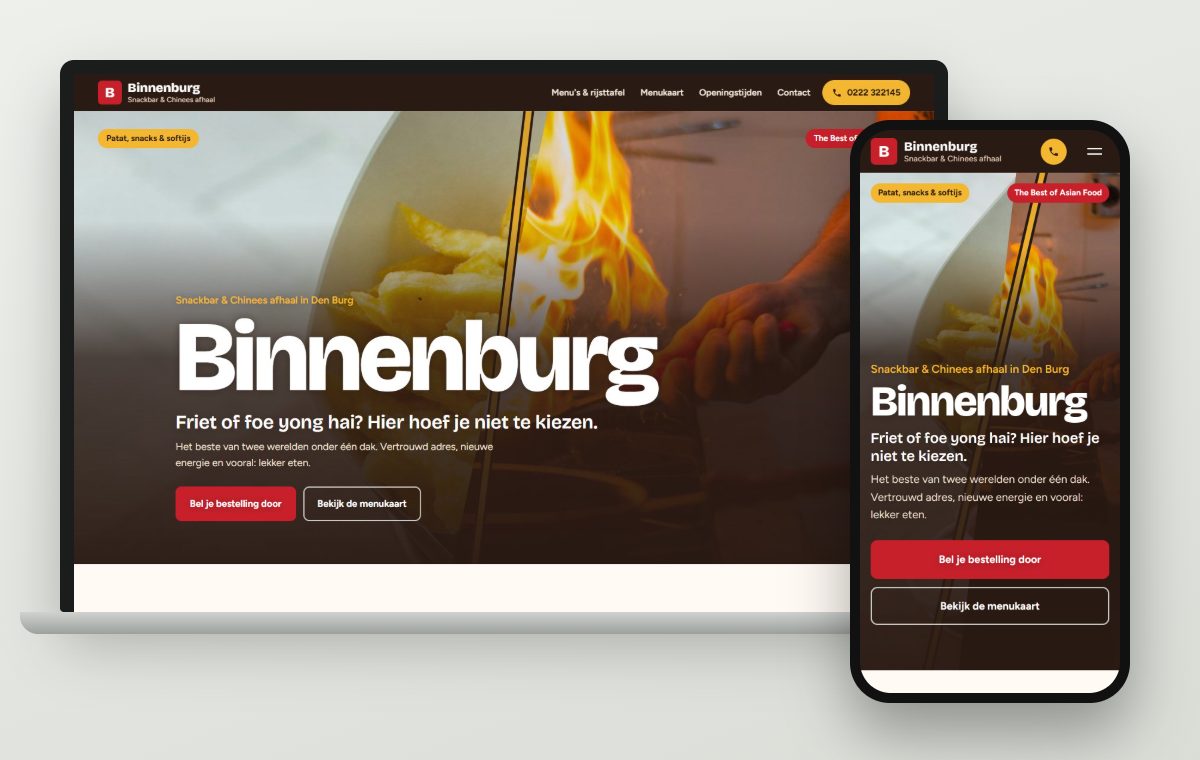 B
Binnenburg
Snackbar & Chinees afhaal
Menu's & rijsttafel
Menukaart
Openingstijden
Contact
0222 322145
Patat, snacks & softijs
The Best of
Snackbar & Chinees afhaal in Den Burg
Binnenburg
Friet of foe yong hai? Hier hoef je niet te kiezen.
Het beste van twee werelden onder één dak. Vertrouwd adres, nieuwe
energie en vooral: lekker eten.
Bel je bestelling door
Bekijk de menukaart
B
Binnenburg
Snackbar & Chinees afhaal
Patat, snacks & softijs
The Best of Asian Food
Snackbar & Chinees afhaal in Den Burg
Binnenburg
Friet of foe yong hai? Hier hoef je
niet te kiezen.
Het beste van twee werelden onder één dak.
Vertrouwd adres, nieuwe energie en vooral:
lekker eten.
Bel je bestelling door
Bekijk de menukaart